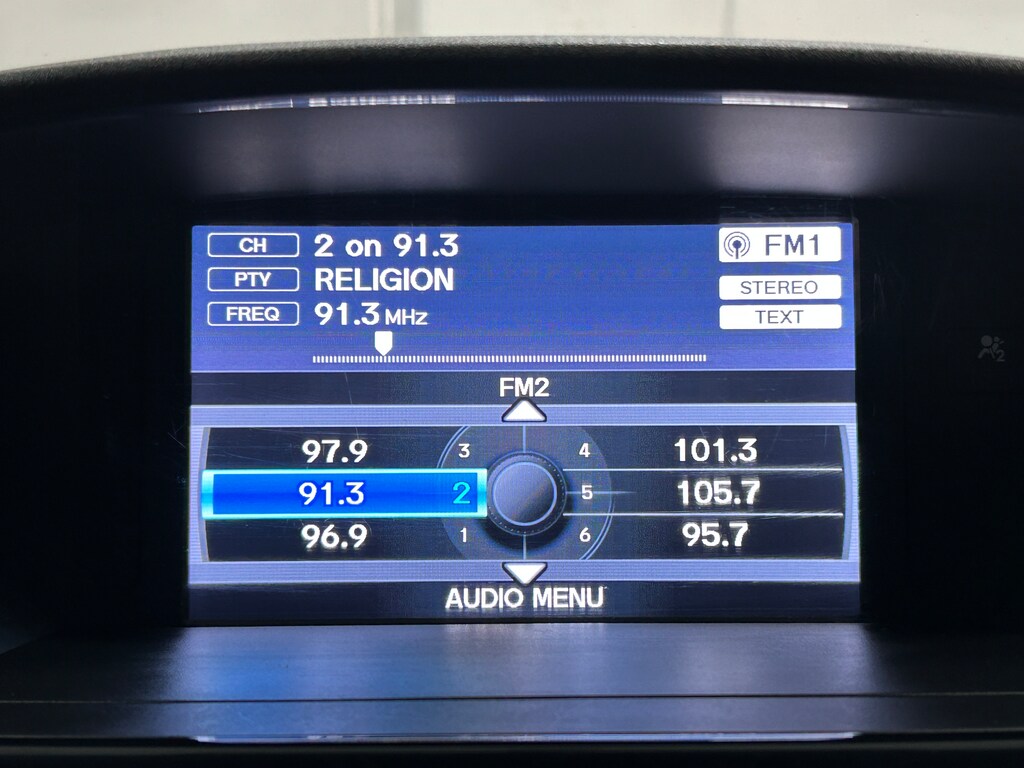 CH 2 on 91.3 FM1
PTY RELIGION STEREO
FREQ 91.3 MHz TEXT
FM2
97.9 3 4 101.3
91.3 2 5 105.7
96.9 1 6 95.7
AUDIO MENU
2